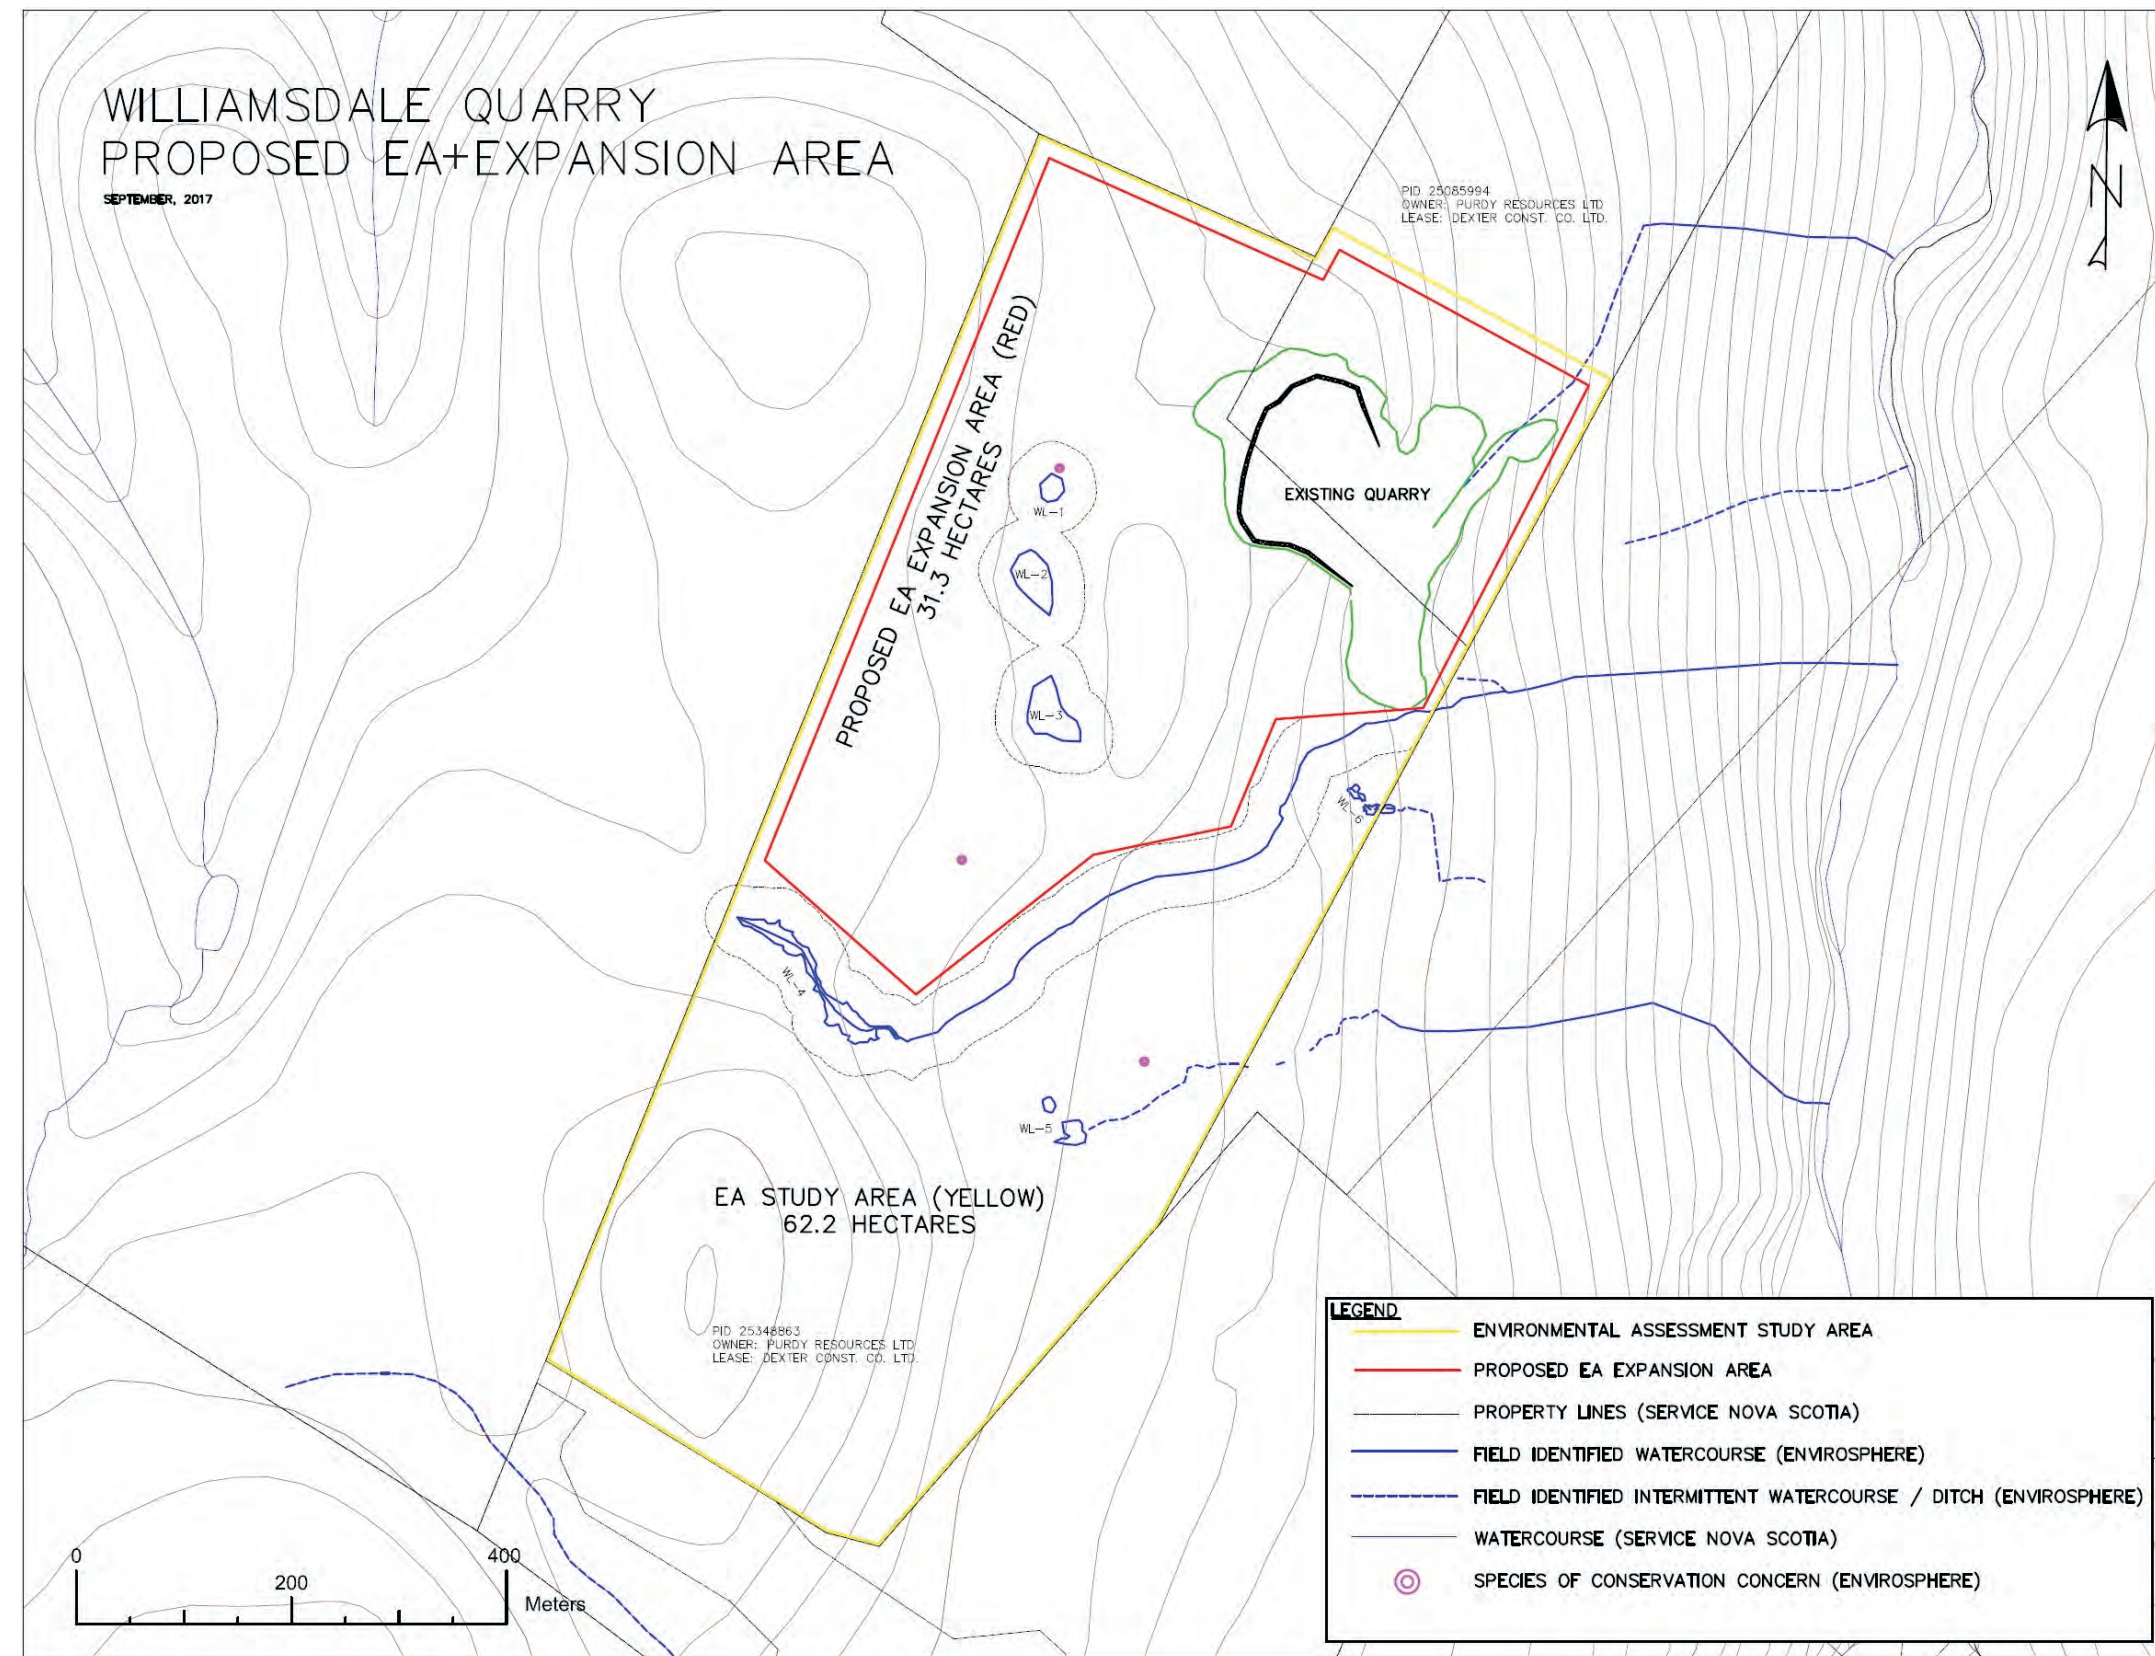 WILLIAMSDALE QUARRY
PROPOSED EA+EXPANSION AREA
SEPTEMBER, 2017
PID 25085994
OWNER: PURDY RESOURCES LTD
LEASE: DEXTER CONST. CO. LTD.
N
PROPOSED EA EXPANSION AREA (RED)
31.3 HECTARES
EXISTING QUARRY
WL-1
WL-2
WL-3
WL-6
WL-4
WL-5
EA STUDY AREA (YELLOW)
62.2 HECTARES
PID 25348863
OWNER: PURDY RESOURCES LTD
LEASE: DEXTER CONST. CO. LTD.
LEGEND
ENVIRONMENTAL ASSESSMENT STUDY AREA
PROPOSED EA EXPANSION AREA
PROPERTY LINES (SERVICE NOVA SCOTIA)
FIELD IDENTIFIED WATERCOURSE (ENVIROSPHERE)
FIELD IDENTIFIED INTERMITTENT WATERCOURSE / DITCH (ENVIROSPHERE)
WATERCOURSE (SERVICE NOVA SCOTIA)
SPECIES OF CONSERVATION CONCERN (ENVIROSPHERE)
0
200
400
Meters